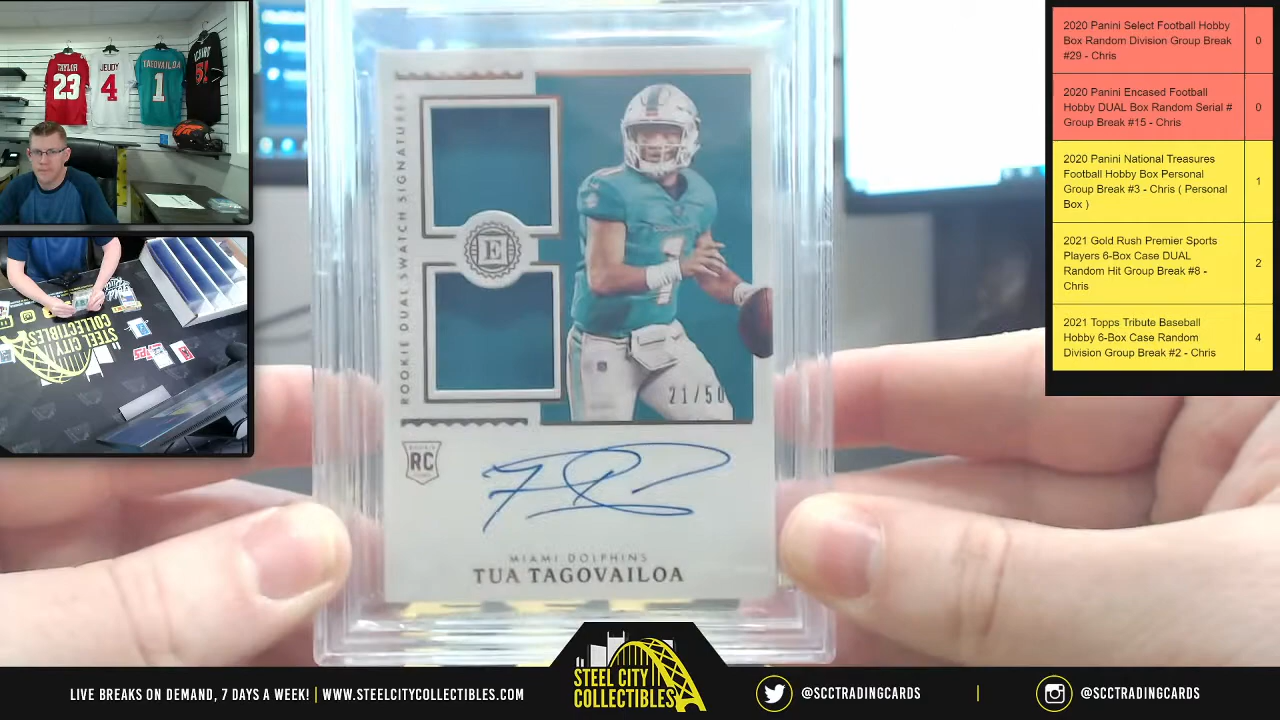 TAYLOR
23
JEUDY
4
TAGOVAILOA
1
51
STEEL CITY
COLLECTIBLES
ROOKIE DUAL SWATCH SIGNATURES
E
1
21/50
RC
MIAMI DOLPHINS
TUA TAGOVAILOA
2020 Panini Select Football Hobby
Box Random Division Group Break
#29 - Chris
0
2020 Panini Encased Football
Hobby DUAL Box Random Serial #
Group Break #15 - Chris
0
2020 Panini National Treasures
Football Hobby Box Personal
Group Break #3 - Chris ( Personal
Box )
1
2021 Gold Rush Premier Sports
Players 6-Box Case DUAL
Random Hit Group Break #8 -
Chris
2
2021 Topps Tribute Baseball
Hobby 6-Box Case Random
Division Group Break #2 - Chris
4
LIVE BREAKS ON DEMAND, 7 DAYS A WEEK! | WWW.STEELCITYCOLLECTIBLES.COM
STEEL CITY
COLLECTIBLES
@SCCTRADINGCARDS
@SCCTRADINGCARDS